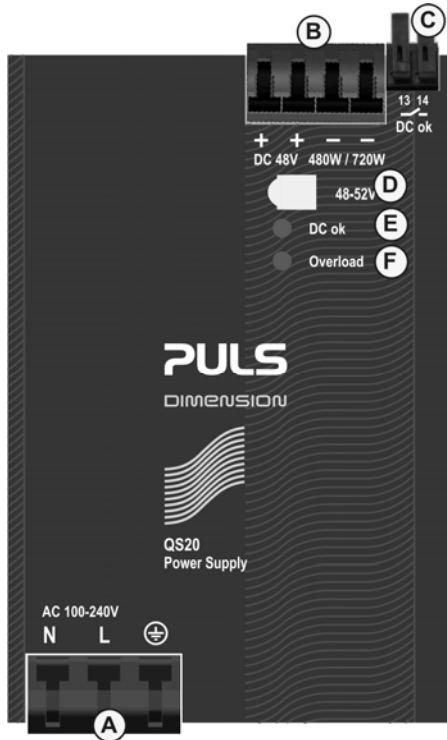 B
C
13 14
DC ok
+ + – –
DC 48V 480W / 720W
48-52V D
DC ok E
Overload F
PULS
DIMENSION
QS20
Power Supply
AC 100-240V
N L
A